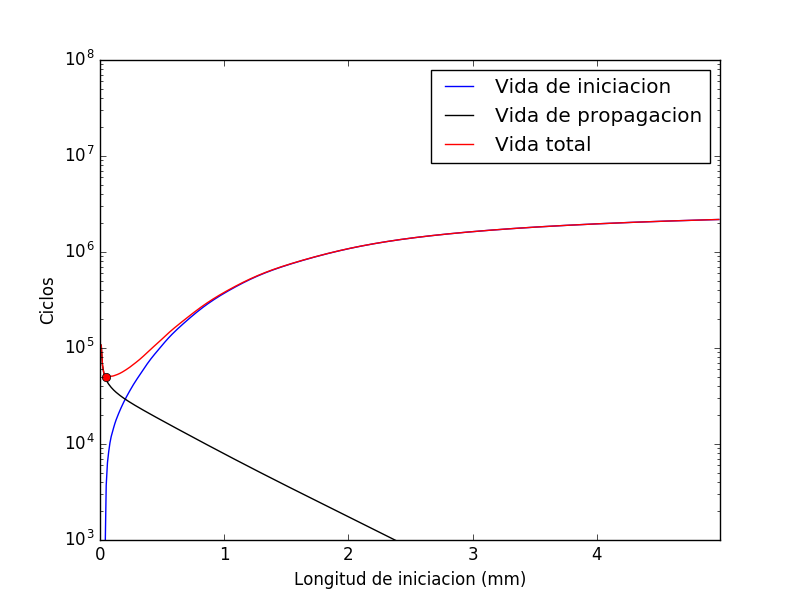 10^8
10^7
10^6
10^5
10^4
10^3
Ciclos
Vida de iniciacion
Vida de propagacion
Vida total
0 1 2 3 4
Longitud de iniciacion (mm)